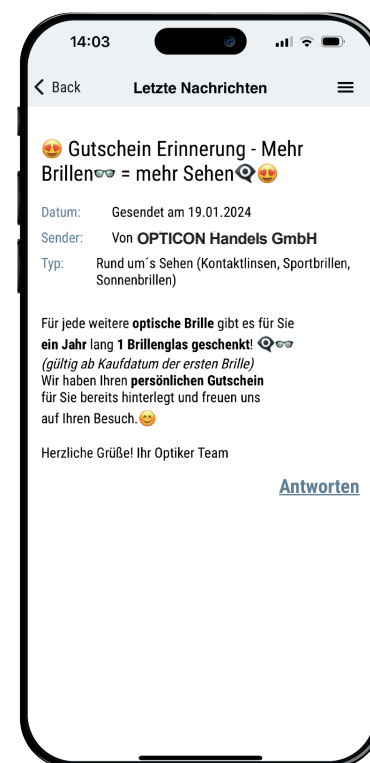 14:03
Back Letzte Nachrichten
😍 Gutschein Erinnerung - Mehr
Brillen👓 = mehr Sehen👁️‍🗨️😍
Datum: Gesendet am 19.01.2024
Sender: Von OPTICON Handels GmbH
Typ: Rund um´s Sehen (Kontaktlinsen, Sportbrillen,
Sonnenbrillen)
Für jede weitere optische Brille gibt es für Sie
ein Jahr lang 1 Brillenglas geschenkt! 👁️‍🗨️👓
(gültig ab Kaufdatum der ersten Brille)
Wir haben Ihren persönlichen Gutschein
für Sie bereits hinterlegt und freuen uns
auf Ihren Besuch.😊
Herzliche Grüße! Ihr Optiker Team
Antworten